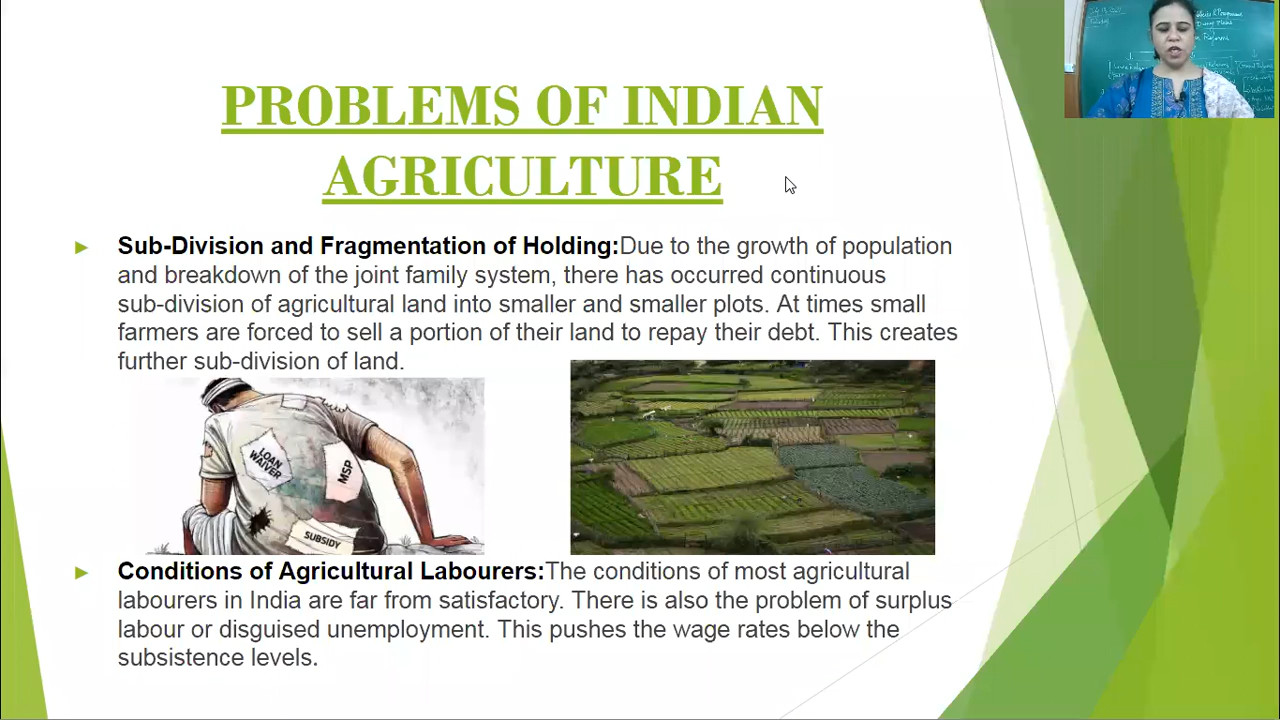 PROBLEMS OF INDIAN
AGRICULTURE
Sub-Division and Fragmentation of Holding:Due to the growth of population
and breakdown of the joint family system, there has occurred continuous
sub-division of agricultural land into smaller and smaller plots. At times small
farmers are forced to sell a portion of their land to repay their debt. This creates
further sub-division of land.
LOAN
WAIVER
MSP
SUBSIDY
Conditions of Agricultural Labourers:The conditions of most agricultural
labourers in India are far from satisfactory. There is also the problem of surplus
labour or disguised unemployment. This pushes the wage rates below the
subsistence levels.